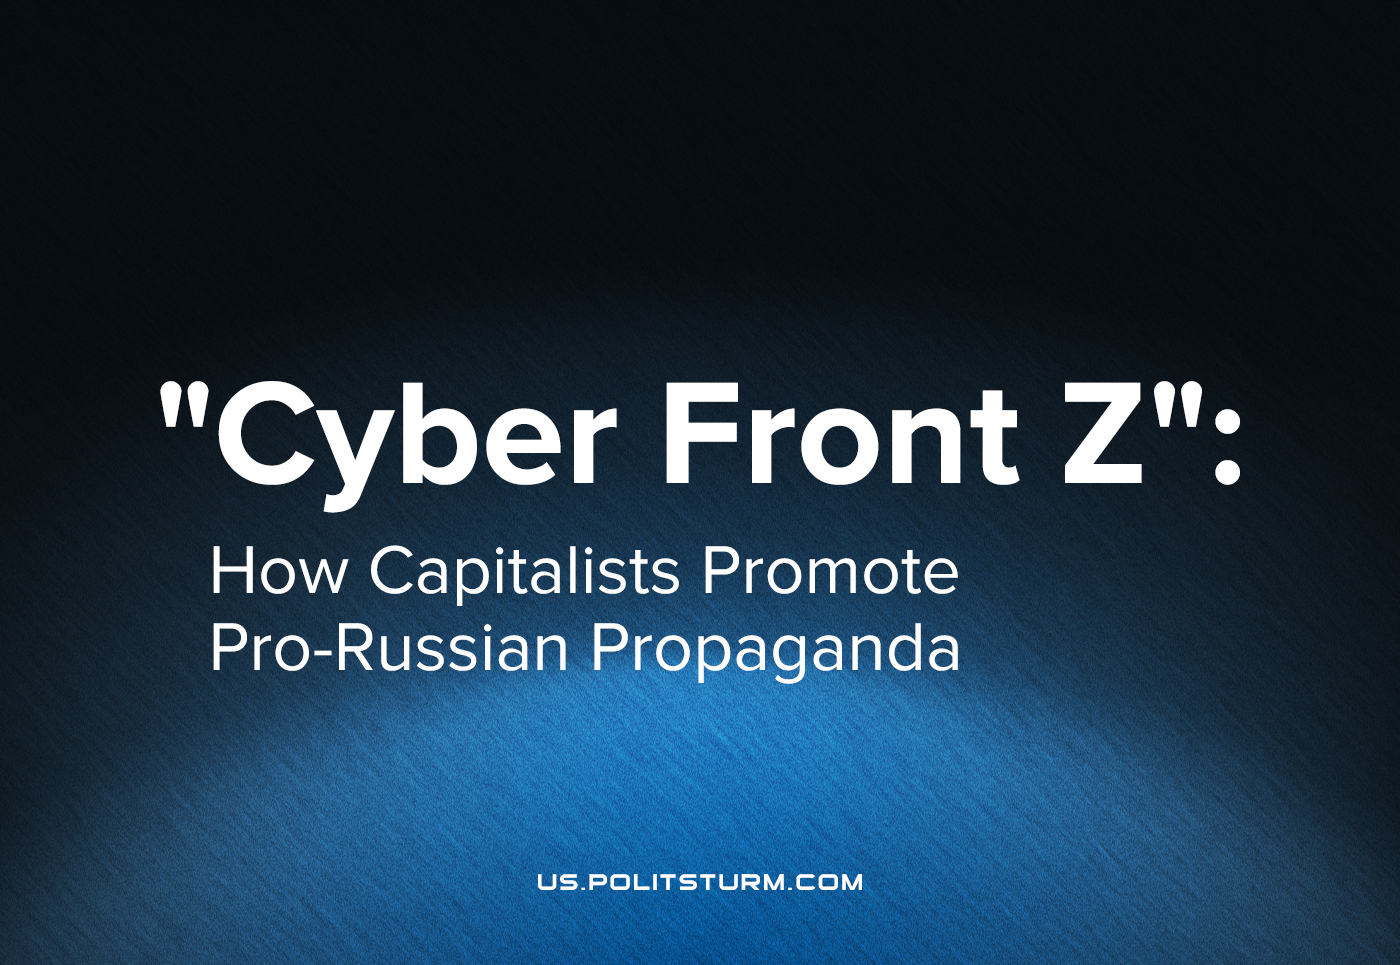 "Cyber Front Z":
How Capitalists Promote
Pro-Russian Propaganda
US.POLITSTURM.COM